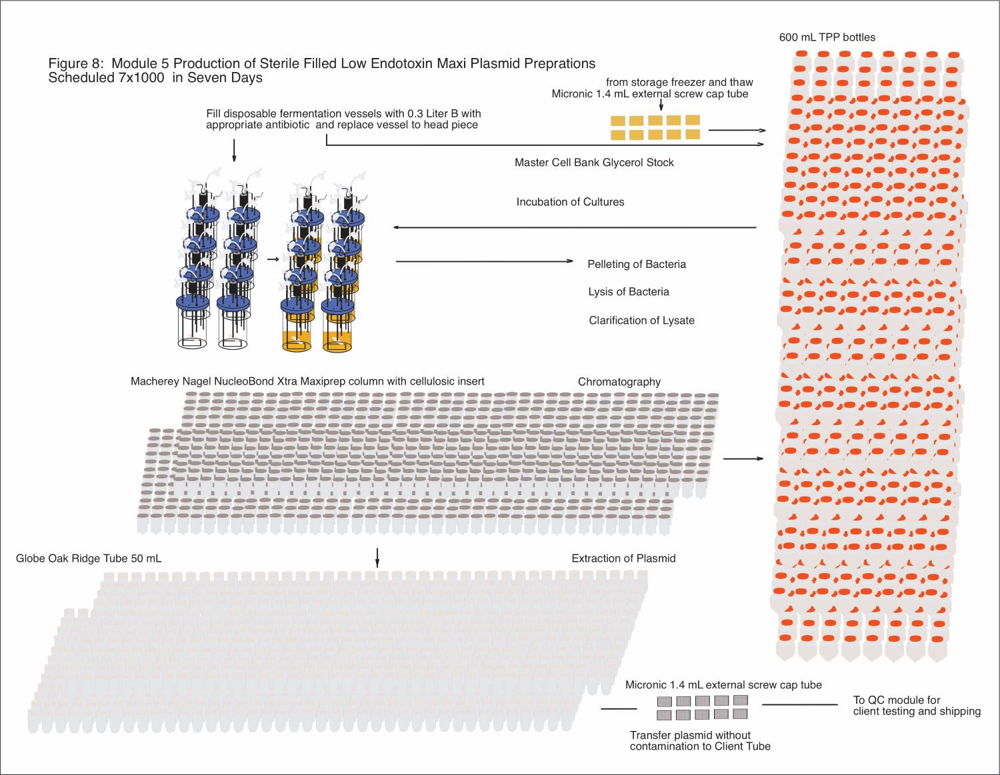 600 mL TPP bottles
Figure 8:  Module 5 Production of Sterile Filled Low Endotoxin Maxi Plasmid Preprations
Scheduled 7x1000  in Seven Days
from storage freezer and thaw
Micronic 1.4 mL external screw cap tube
Fill disposable fermentation vessels with 0.3 Liter B with
appropriate antibiotic  and replace vessel to head piece
Master Cell Bank Glycerol Stock
Incubation of Cultures
Pelleting of Bacteria
Lysis of Bacteria
Clarification of Lysate
Macherey Nagel NucleoBond Xtra Maxiprep column with cellulosic insert
Chromatography
Globe Oak Ridge Tube 50 mL
Extraction of Plasmid
Micronic 1.4 mL external screw cap tube
To QC module for
client testing and shipping
Transfer plasmid without
contamination to Client Tube